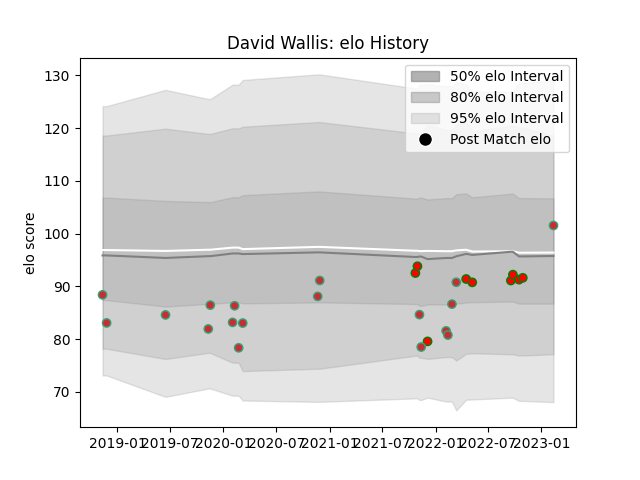 David Wallis: elo History
50% elo Interval
80% elo Interval
95% elo Interval
Post Match elo
elo score
130
120
110
100
90
80
70
2019-01 2019-07 2020-01 2020-07 2021-01 2021-07 2022-01 2022-07 2023-01